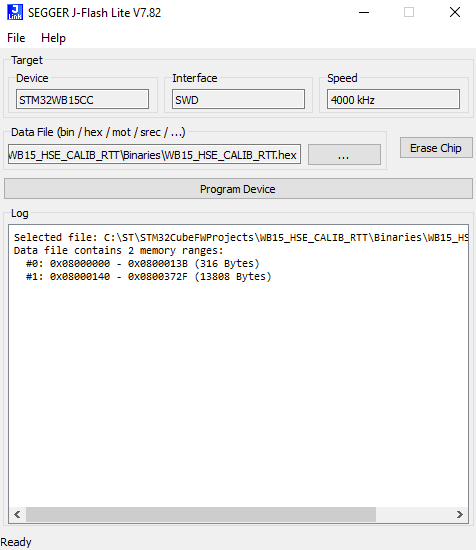 J Link SEGGER J-Flash Lite V7.82
File Help
Target
Device Interface Speed
STM32WB15CC SWD 4000 kHz
Data File (bin / hex / mot / srec / ...)
WB15_HSE_CALIB_RTT\Binaries\WB15_HSE_CALIB_RTT.hex ... Erase Chip
Program Device
Log
Selected file: C:\ST\STM32CubeFWProjects\WB15_HSE_CALIB_RTT\Binaries\WB15_HS
Data file contains 2 memory ranges:
#0: 0x08000000 - 0x0800013B (316 Bytes)
#1: 0x08000140 - 0x0800372F (13808 Bytes)
Ready